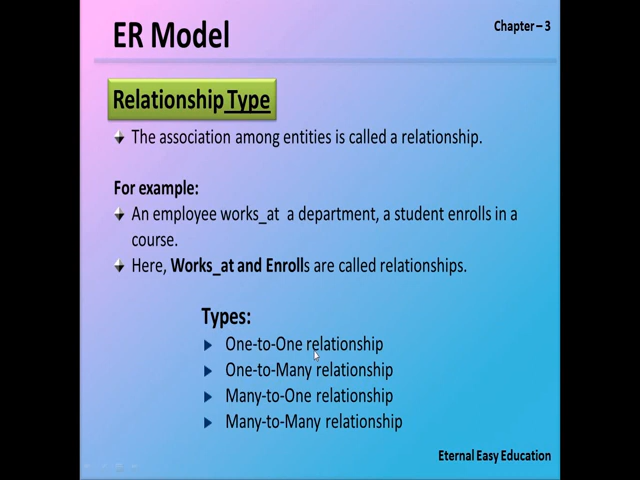 ER Model
Chapter – 3
Relationship Type
The association among entities is called a relationship.
For example:
An employee works_at a department, a student enrolls in a
course.
Here, Works_at and Enrolls are called relationships.
Types:
One-to-One relationship
One-to-Many relationship
Many-to-One relationship
Many-to-Many relationship
Eternal Easy Education